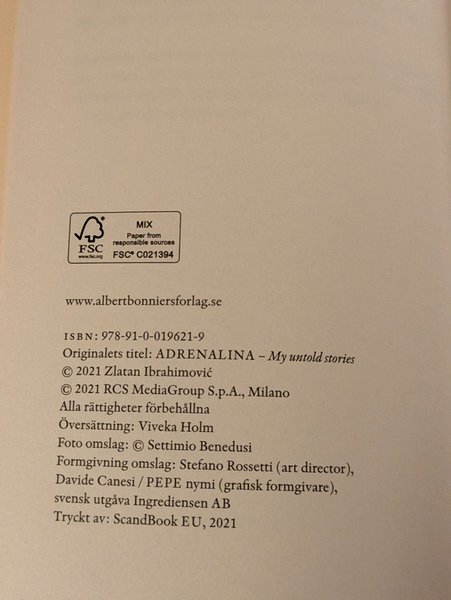 FSC
www.fsc.org
MIX
Paper from
responsible sources
FSC® C021394
www.albertbonniersforlag.se
ISBN: 978-91-0-019621-9
Originalets titel: ADRENALINA – My untold stories
© 2021 Zlatan Ibrahimović
© 2021 RCS MediaGroup S.p.A., Milano
Alla rättigheter förbehållna
Översättning: Viveka Holm
Foto omslag: © Settimio Benedusi
Formgivning omslag: Stefano Rossetti (art director),
Davide Canesi / PEPE nymi (grafisk formgivare),
svensk utgåva Ingrediensen AB
Tryckt av: ScandBook EU, 2021